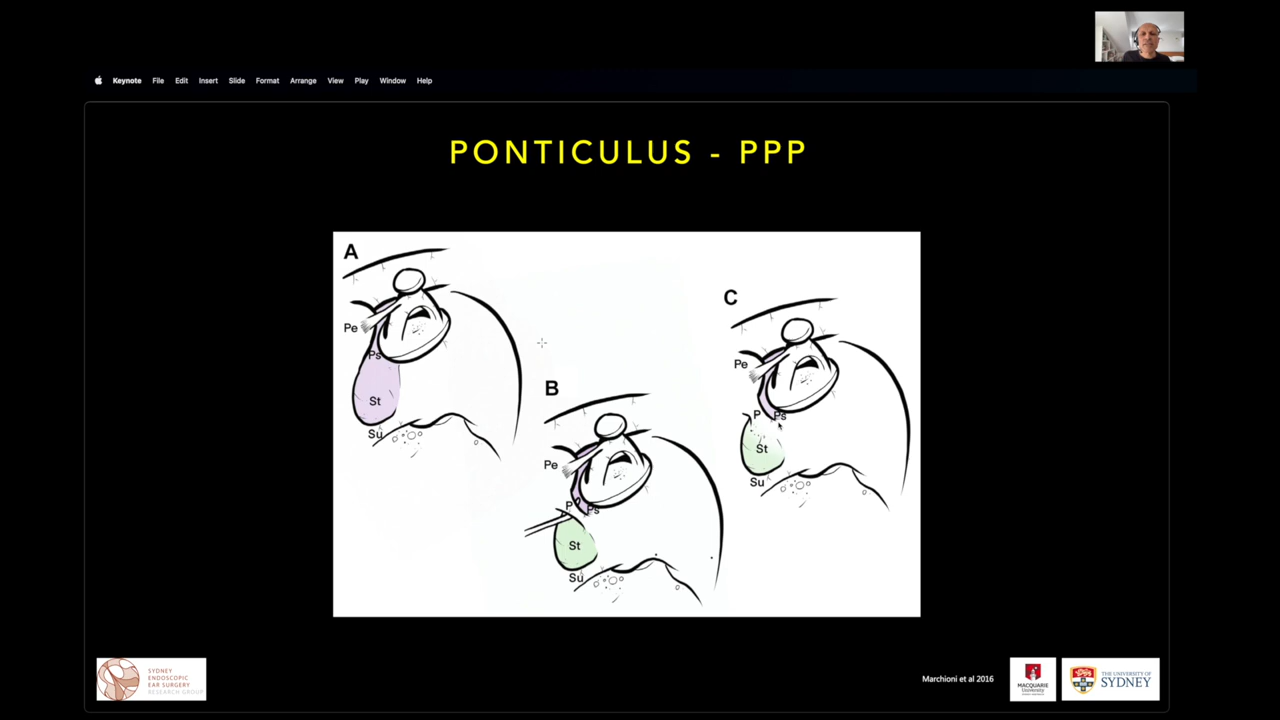 Keynote File Edit Insert Slide Format Arrange View Play Window Help
PONTICULUS - PPP
A
Pe
Ps
St
Su
B
Pe
P Ps
St
Su
C
Pe
P Ps
St
Su
SYDNEY
ENDOSCOPIC
EAR SURGERY
RESEARCH GROUP
Marchioni et al 2016
MACQUARIE
University
THE UNIVERSITY OF
SYDNEY